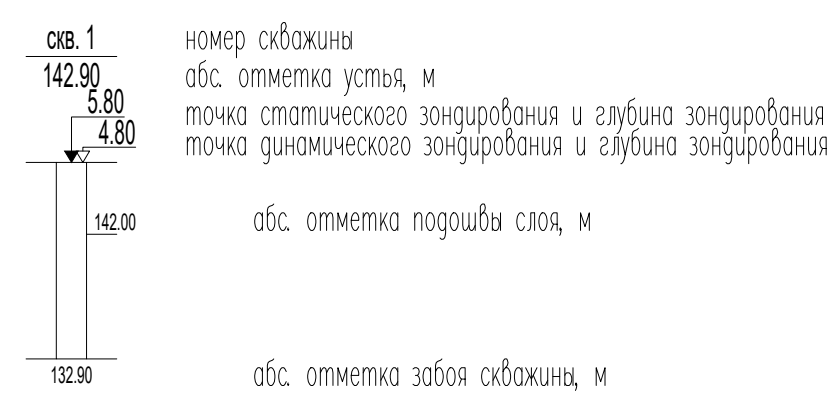 скв. 1 номер скважины
142.90 абс. отметка устья, м
5.80 точка статического зондирования и глубина зондирования
4.80 точка динамического зондирования и глубина зондирования
142.00 абс. отметка подошвы слоя, м
132.90 абс. отметка забоя скважины, м